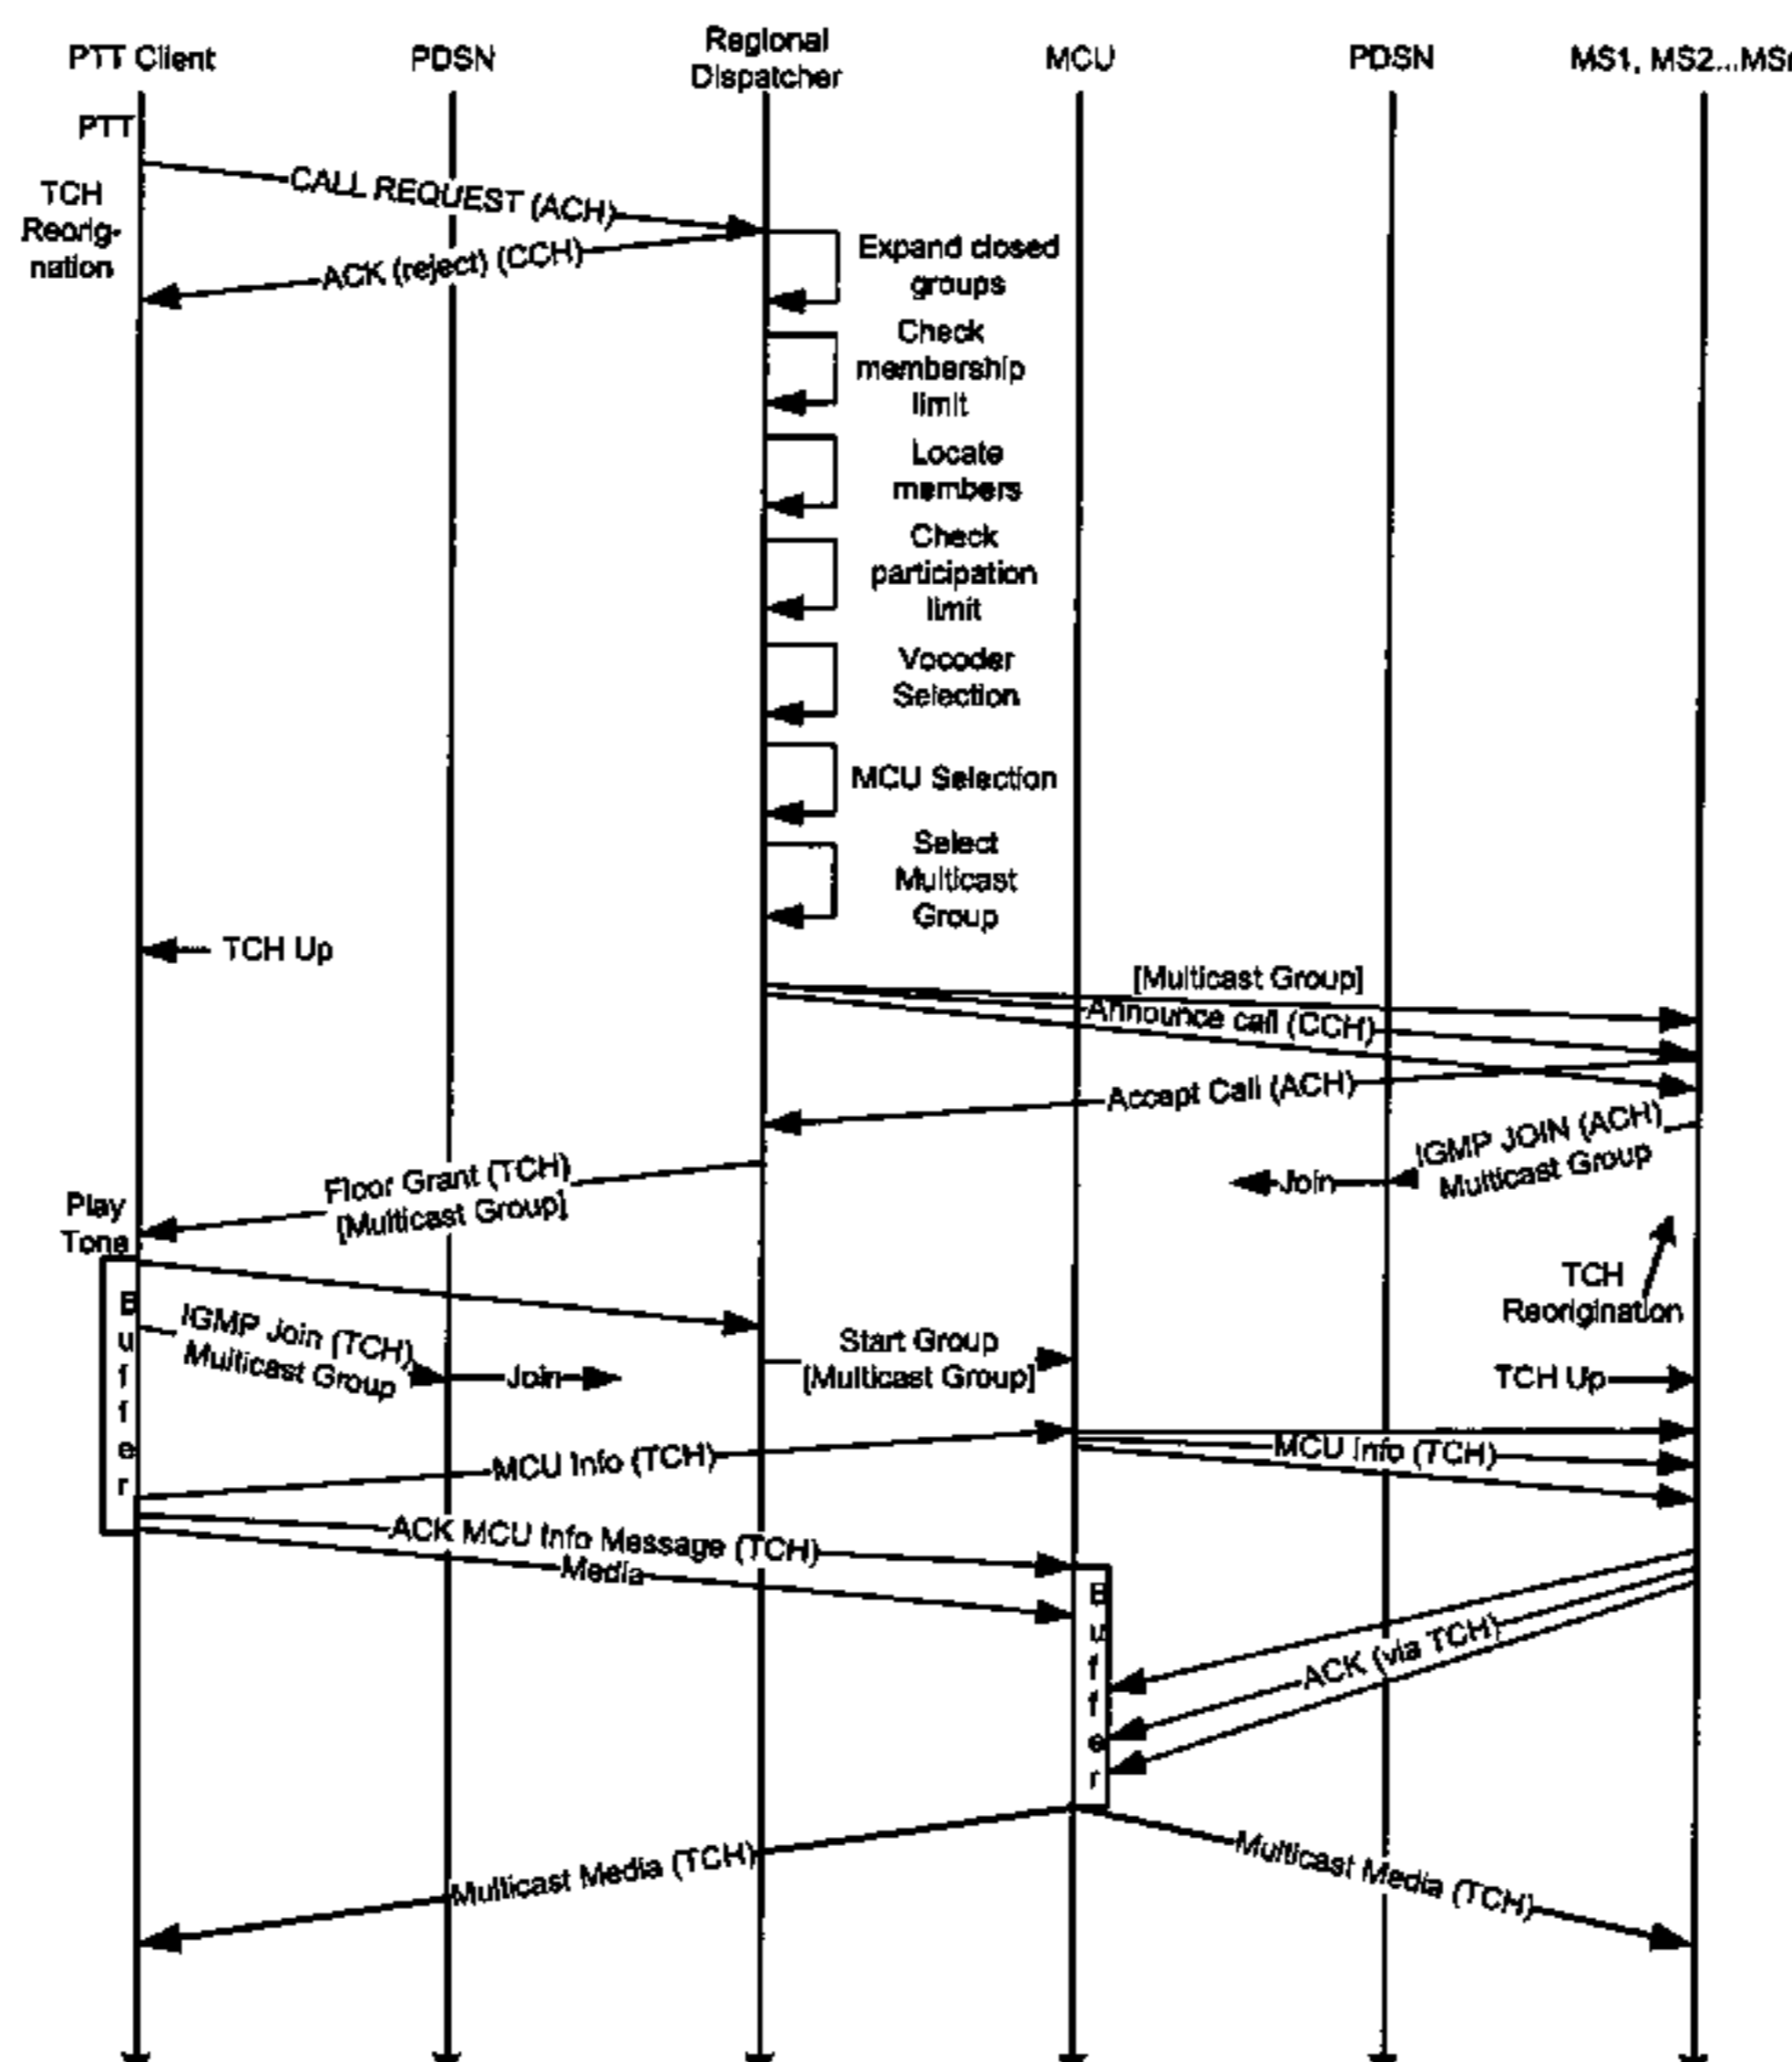 PTT Client
PDSN
Regional
Dispatcher
MCU
PDSN
MS1, MS2...MS
PTT
TCH
Reorig-
nation
CALL REQUEST (ACH)
ACK (reject) (CCH)
Expand closed
groups
Check
membership
limit
Locate
members
Check
participation
limit
Vocoder
Selection
MCU Selection
Select
Multicast
Group
TCH Up
[Multicast Group]
Announce call (CCH)
Accept Call (ACH)
IGMP JOIN (ACH)
Multicast Group
Join
Floor Grant (TCH)
[Multicast Group]
Play
Tone
TCH
Reorigination
Buffer
IGMP Join (TCH)
Multicast Group
Join
Start Group
[Multicast Group]
TCH Up
MCU Info (TCH)
MCU Info (TCH)
ACK MCU Info Message (TCH)
Media
Buffer
ACK (via TCH)
Multicast Media (TCH)
Multicast Media (TCH)